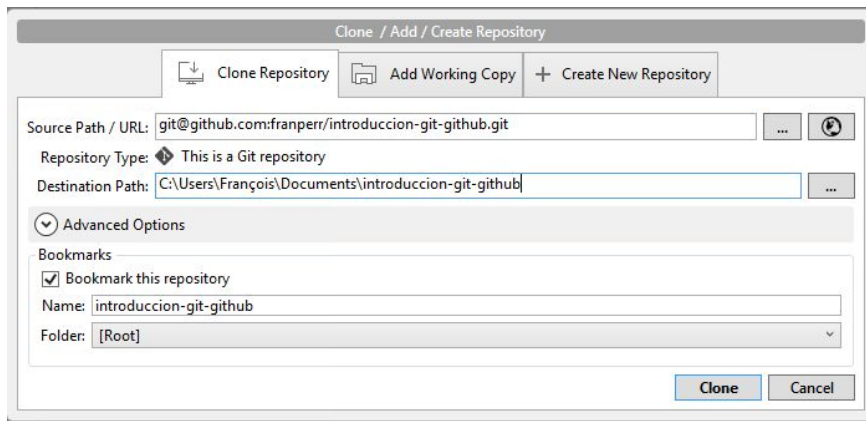 Clone / Add / Create Repository
Clone Repository
Add Working Copy
Create New Repository
Source Path / URL: git@github.com:franperr/introduccion-git-github.git ...
Repository Type: This is a Git repository
Destination Path: C:\Users\François\Documents\introduccion-git-github ...
Advanced Options
Bookmarks
Bookmark this repository
Name: introduccion-git-github
Folder: [Root]
Clone Cancel